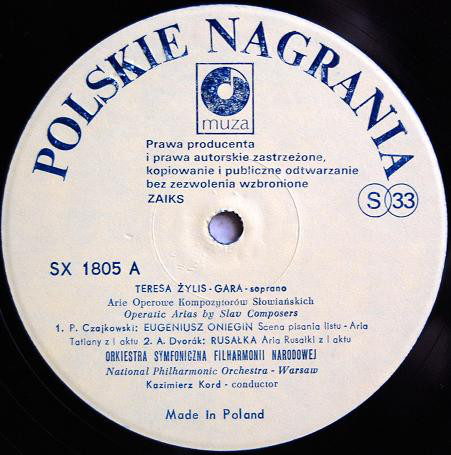 POLSKIE NAGRANIA
muza
Prawa producenta
i prawa autorskie zastrzeżone,
kopiowanie i publiczne odtwarzanie
bez zezwolenia wzbronione
ZAIKS
S 33
SX 1805 A
TERESA ŻYLIS-GARA-soprano
Arie Operowe Kompozytorów Słowiańskich
Operatic Arias by Slav Composers
1. P. Czajkowski: EUGENIUSZ ONIEGIN Scena pisania listu - Aria
Tatiany z I aktu 2. A. Dvorák: RUSAŁKA Aria Rusałki z I aktu
ORKIESTRA SYMFONICZNA FILHARMONII NARODOWEJ
National Philharmonic Orchestra - Warsaw
Kazimierz Kord - conductor
Made in Poland